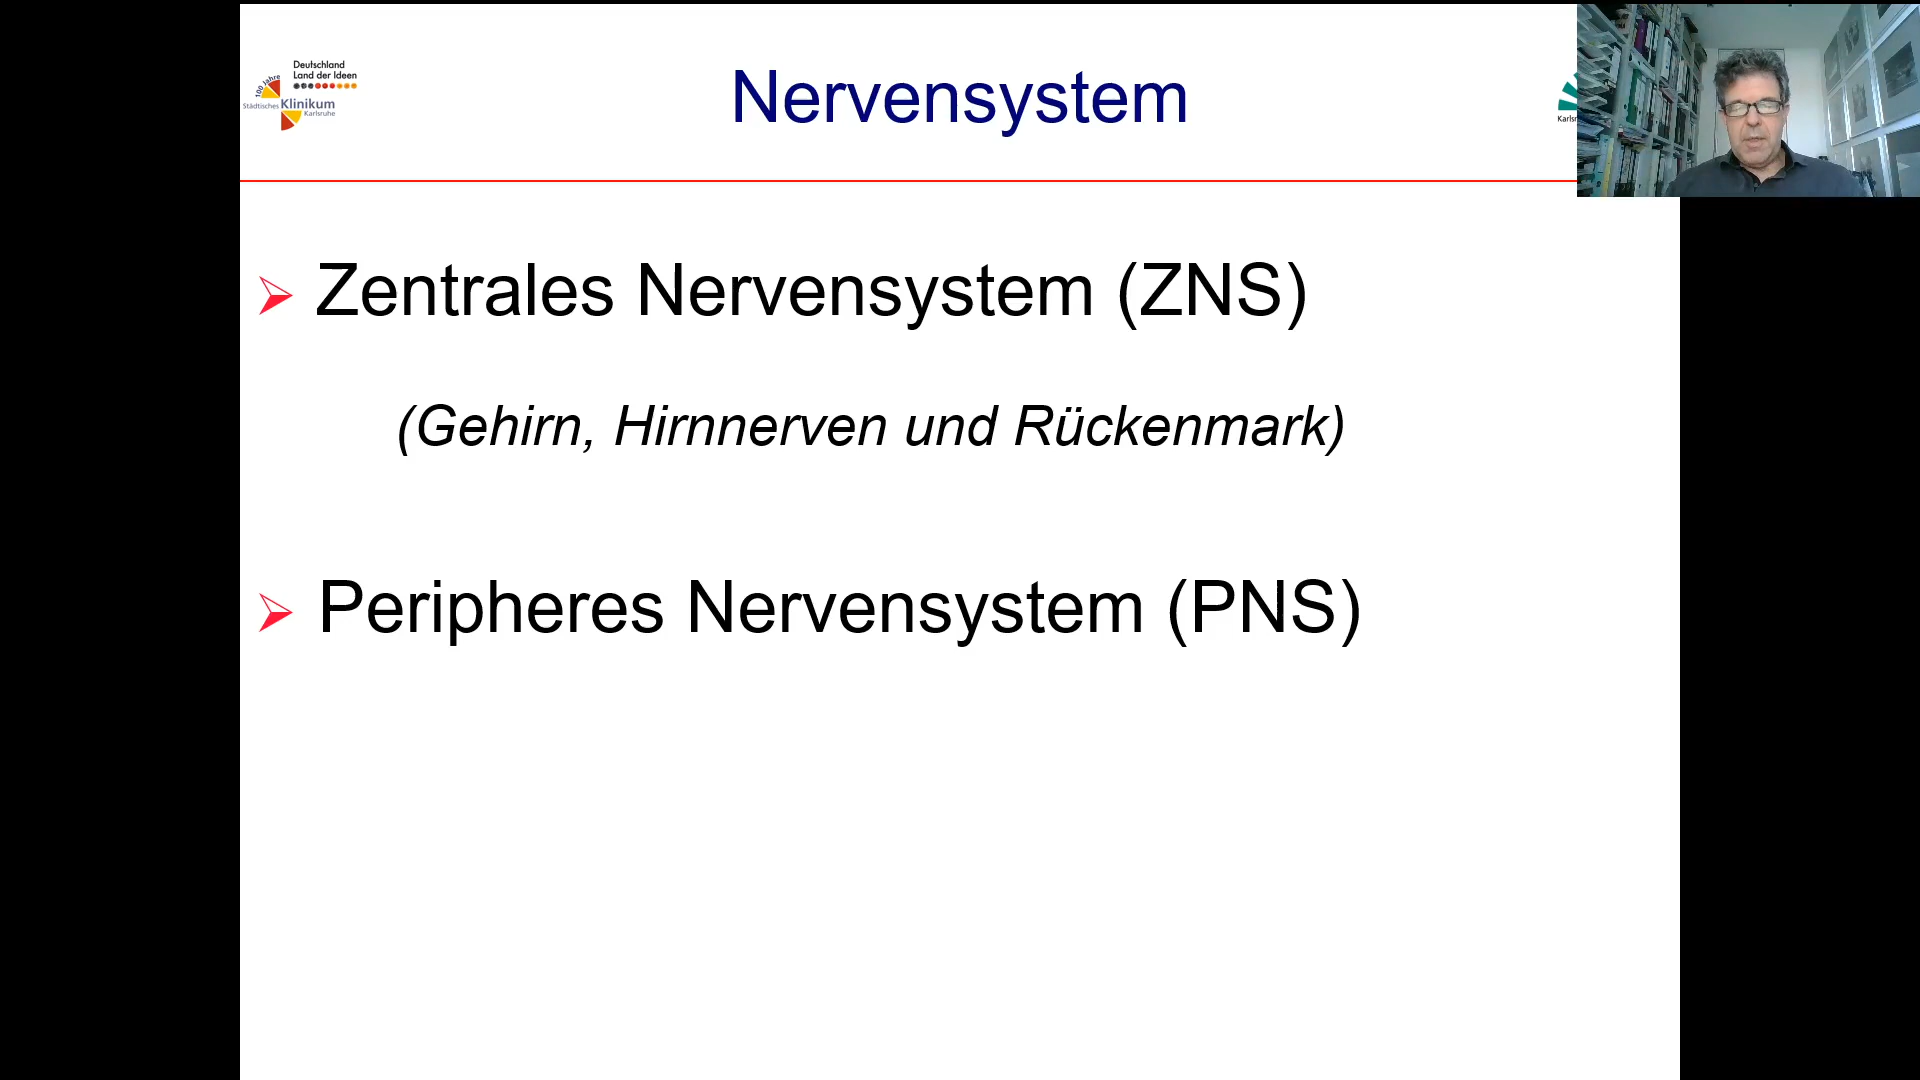 Deutschland
Land der Ideen
100 Jahre
Städtisches Klinikum
Karlsruhe
Nervensystem
Zentrales Nervensystem (ZNS)
(Gehirn, Hirnnerven und Rückenmark)
Peripheres Nervensystem (PNS)